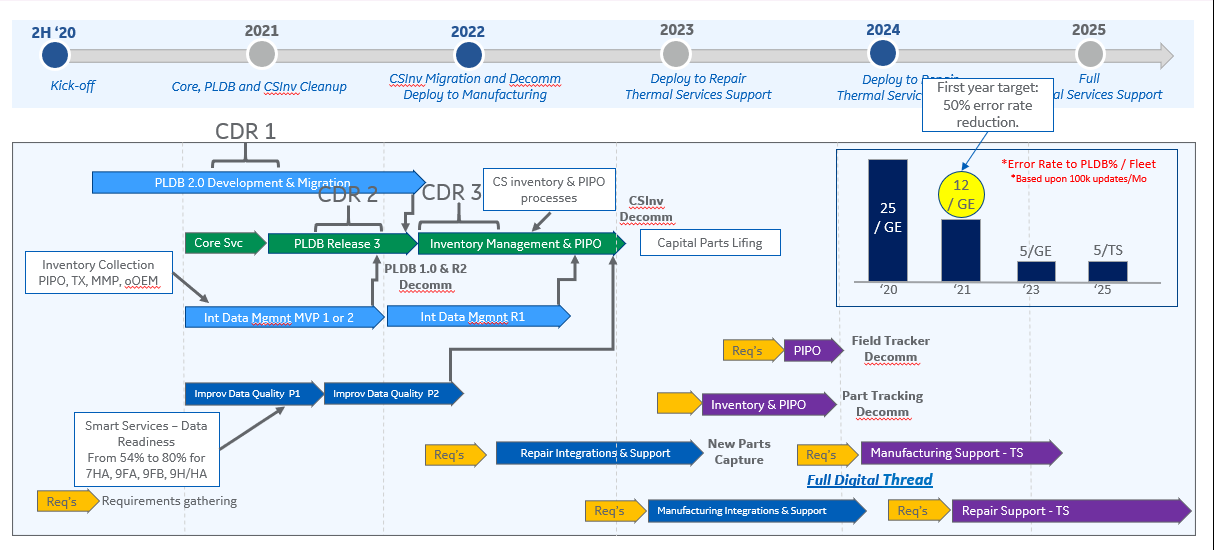 2H ‘20
2021
2022
2023
2024
2025
Kick-off
Core, PLDB and CSInv Cleanup
CSInv Migration and Decomm
Deploy to Manufacturing
Deploy to Repair
Thermal Services Support
Deploy to Repair
Thermal Servic
Full
al Services Support
First year target:
50% error rate
reduction.
CDR 1
PLDB 2.0 Development & Migration
CDR 2
CDR 3
CS inventory & PIPO
processes
CSInv
Decomm
Core Svc
PLDB Release 3
Inventory Management & PIPO
Capital Parts Lifing
Inventory Collection
PIPO, TX, MMP, oOEM
PLDB 1.0 & R2
Decomm
Int Data Mgmnt MVP 1 or 2
Int Data Mgmnt R1
*Error Rate to PLDB% / Fleet
*Based upon 100k updates/Mo
25
/ GE
12
/ GE
5/GE
5/TS
‘20
‘21
‘23
‘25
Req’s
PIPO
Field Tracker
Decomm
Improv Data Quality P1
Improv Data Quality P2
Inventory & PIPO
Part Tracking
Decomm
Smart Services – Data
Readiness
From 54% to 80% for
7HA, 9FA, 9FB, 9H/HA
Req’s
Repair Integrations & Support
New Parts
Capture
Req’s
Manufacturing Support - TS
Full Digital Thread
Req’s
Requirements gathering
Req’s
Manufacturing Integrations & Support
Req’s
Repair Support - TS